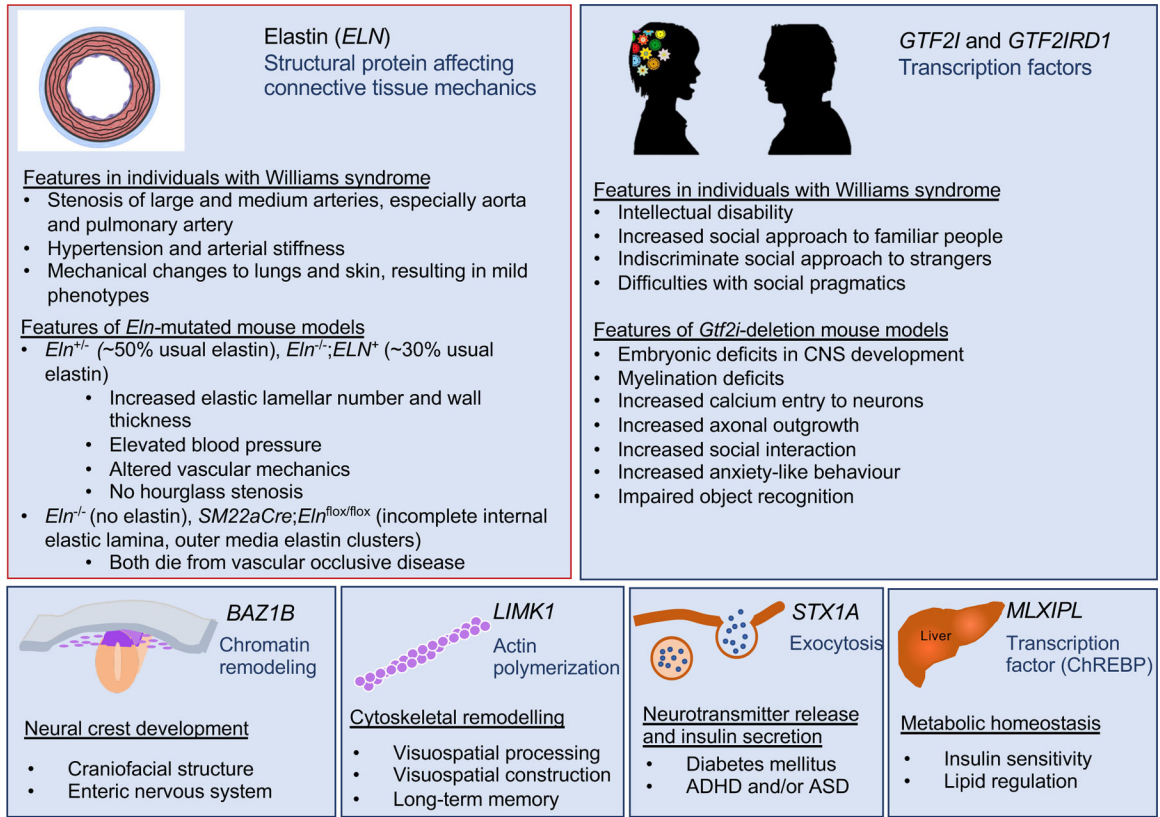 Elastin (ELN)
Structural protein affecting
connective tissue mechanics
Features in individuals with Williams syndrome
• Stenosis of large and medium arteries, especially aorta
and pulmonary artery
• Hypertension and arterial stiffness
• Mechanical changes to lungs and skin, resulting in mild
phenotypes
Features of Eln-mutated mouse models
• Eln+/- (~50% usual elastin), Eln-/-;ELN+ (~30% usual
elastin)
• Increased elastic lamellar number and wall
thickness
• Elevated blood pressure
• Altered vascular mechanics
• No hourglass stenosis
• Eln-/- (no elastin), SM22aCre;Elnflox/flox (incomplete internal
elastic lamina, outer media elastin clusters)
• Both die from vascular occlusive disease
GTF2I and GTF2IRD1
Transcription factors
Features in individuals with Williams syndrome
• Intellectual disability
• Increased social approach to familiar people
• Indiscriminate social approach to strangers
• Difficulties with social pragmatics
Features of Gtf2i-deletion mouse models
• Embryonic deficits in CNS development
• Myelination deficits
• Increased calcium entry to neurons
• Increased axonal outgrowth
• Increased social interaction
• Increased anxiety-like behaviour
• Impaired object recognition
BAZ1B
Chromatin
remodeling
Neural crest development
• Craniofacial structure
• Enteric nervous system
LIMK1
Actin
polymerization
Cytoskeletal remodelling
• Visuospatial processing
• Visuospatial construction
• Long-term memory
STX1A
Exocytosis
Neurotransmitter release
and insulin secretion
• Diabetes mellitus
• ADHD and/or ASD
Liver
MLXIPL
Transcription
factor (ChREBP)
Metabolic homeostasis
• Insulin sensitivity
• Lipid regulation